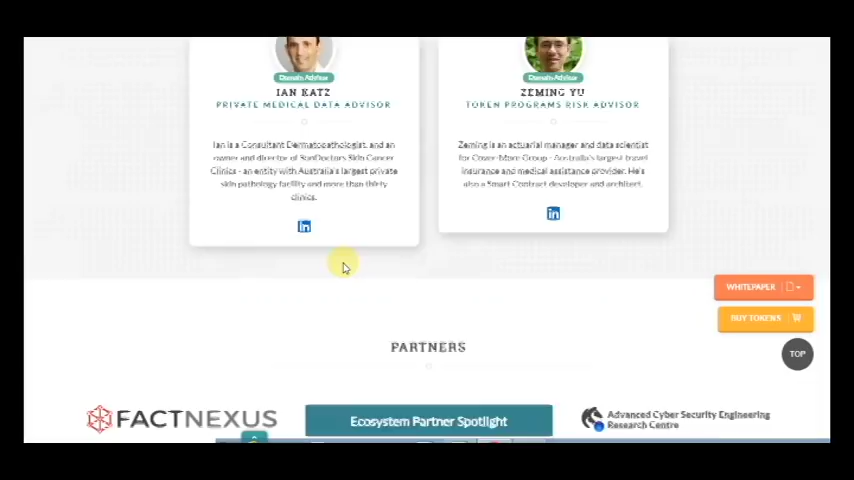 Domain Advisor
IAN KATZ
PRIVATE MEDICAL DATA ADVISOR
Ian is a Consultant Dermatopathologist, and an
owner and director of SunDoctors Skin Cancer
Clinics - an entity with Australia's largest private
skin pathology facility and more than thirty
clinics.
in
Domain Advisor
ZEMING YU
TOKEN PROGRAMS RISK ADVISOR
Zeming is an actuarial manager and data scientist
for Cover-More Group - Australia's largest travel
insurance and medical assistance provider. He's
also a Smart Contract developer and architect.
in
WHITEPAPER
BUY TOKENS
TOP
PARTNERS
FACTNEXUS
Ecosystem Partner Spotlight
Advanced Cyber Security Engineering
Research Centre